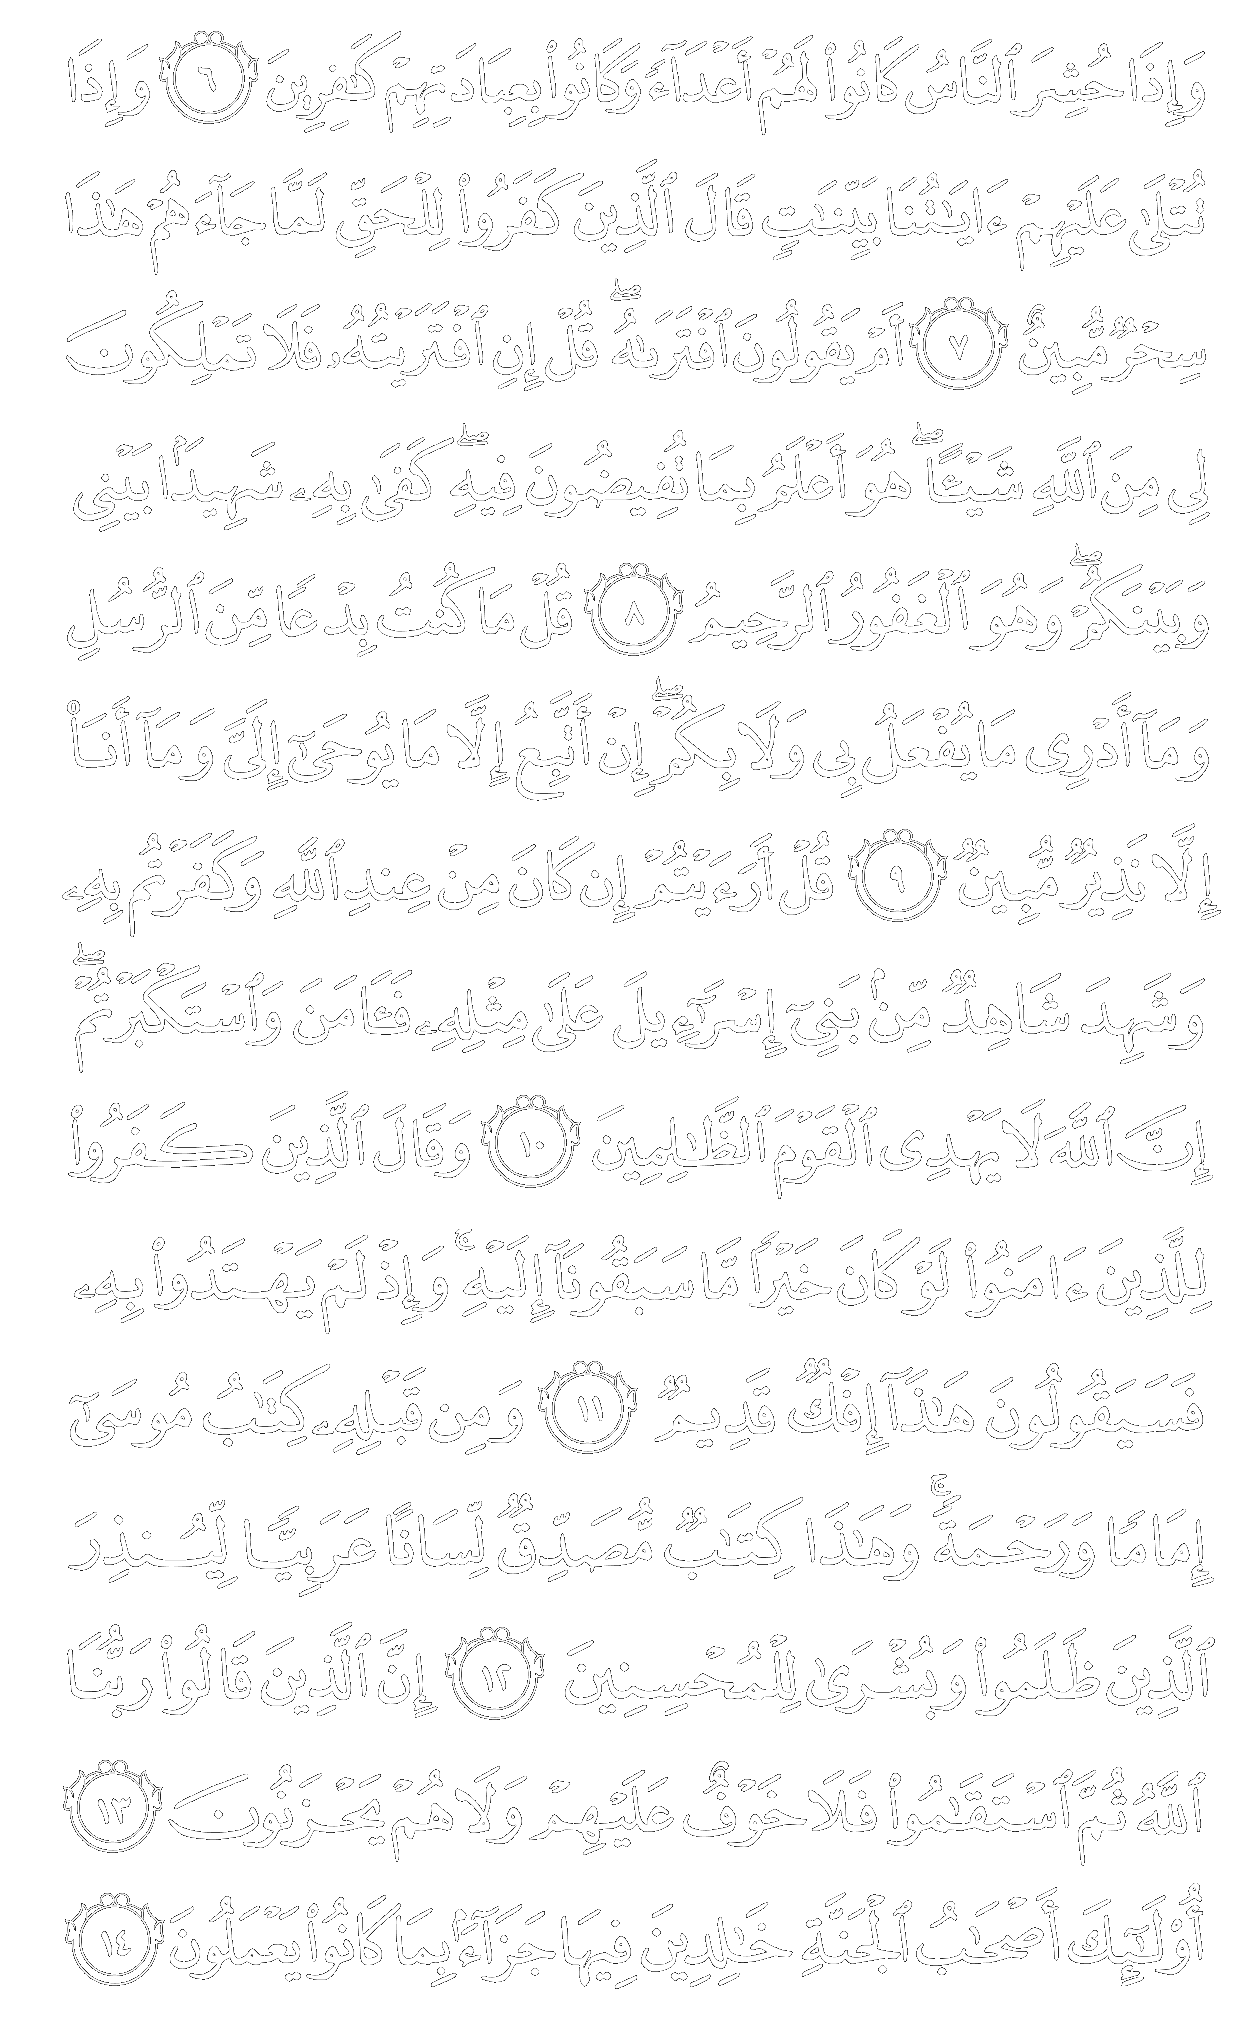 وَإِذَا حُشِرَ ٱلنَّاسُ كَانُوا۟ لَهُمْ أَعْدَآءً وَكَانُوا۟ بِعِبَادَتِهِمْ كَـٰفِرِينَ ٦ وَإِذَا
تُتْلَىٰ عَلَيْهِمْ ءَايَـٰتُنَا بَيِّنَـٰتٍ قَالَ ٱلَّذِينَ كَفَرُوا۟ لِلْحَقِّ لَمَّا جَآءَهُمْ هَـٰذَا
سِحْرٌ مُّبِينٌ ٧ أَمْ يَقُولُونَ ٱفْتَرَىٰهُ ۖ قُلْ إِنِ ٱفْتَرَيْتُهُۥ فَلَا تَمْلِكُونَ
لِى مِنَ ٱللَّهِ شَيْـًٔا ۖ هُوَ أَعْلَمُ بِمَا تُفِيضُونَ فِيهِ ۖ كَفَىٰ بِهِۦ شَهِيدًۢا بَيْنِى
وَبَيْنَكُمْ ۖ وَهُوَ ٱلْغَفُورُ ٱلرَّحِيمُ ٨ قُلْ مَا كُنتُ بِدْعًا مِّنَ ٱلرُّسُلِ
وَمَآ أَدْرِى مَا يُفْعَلُ بِى وَلَا بِكُمْ ۖ إِنْ أَتَّبِعُ إِلَّا مَا يُوحَىٰٓ إِلَىَّ وَمَآ أَنَا۠
إِلَّا نَذِيرٌ مُّبِينٌ ٩ قُلْ أَرَءَيْتُمْ إِن كَانَ مِنْ عِندِ ٱللَّهِ وَكَفَرْتُم بِهِۦ
وَشَهِدَ شَاهِدٌ مِّنۢ بَنِىٓ إِسْرَٰٓءِيلَ عَلَىٰ مِثْلِهِۦ فَـَٔامَنَ وَٱسْتَكْبَرْتُمْ ۖ
إِنَّ ٱللَّهَ لَا يَهْدِى ٱلْقَوْمَ ٱلظَّـٰلِمِينَ ١٠ وَقَالَ ٱلَّذِينَ كَفَرُوا۟
لِلَّذِينَ ءَامَنُوا۟ لَوْ كَانَ خَيْرًا مَّا سَبَقُونَآ إِلَيْهِ ۚ وَإِذْ لَمْ يَهْتَدُوا۟ بِهِۦ
فَسَيَقُولُونَ هَـٰذَآ إِفْكٌ قَدِيمٌ ١١ وَمِن قَبْلِهِۦ كِتَـٰبُ مُوسَىٰٓ
إِمَامًا وَرَحْمَةً ۚ وَهَـٰذَا كِتَـٰبٌ مُّصَدِّقٌ لِّسَانًا عَرَبِيًّا لِّيُنذِرَ
ٱلَّذِينَ ظَلَمُوا۟ وَبُشْرَىٰ لِلْمُحْسِنِينَ ١٢ إِنَّ ٱلَّذِينَ قَالُوا۟ رَبُّنَا
ٱللَّهُ ثُمَّ ٱسْتَقَـٰمُوا۟ فَلَا خَوْفٌ عَلَيْهِمْ وَلَا هُمْ يَحْزَنُونَ ١٣
أُو۟لَـٰٓئِكَ أَصْحَـٰبُ ٱلْجَنَّةِ خَـٰلِدِينَ فِيهَا جَزَآءًۢ بِمَا كَانُوا۟ يَعْمَلُونَ ١٤